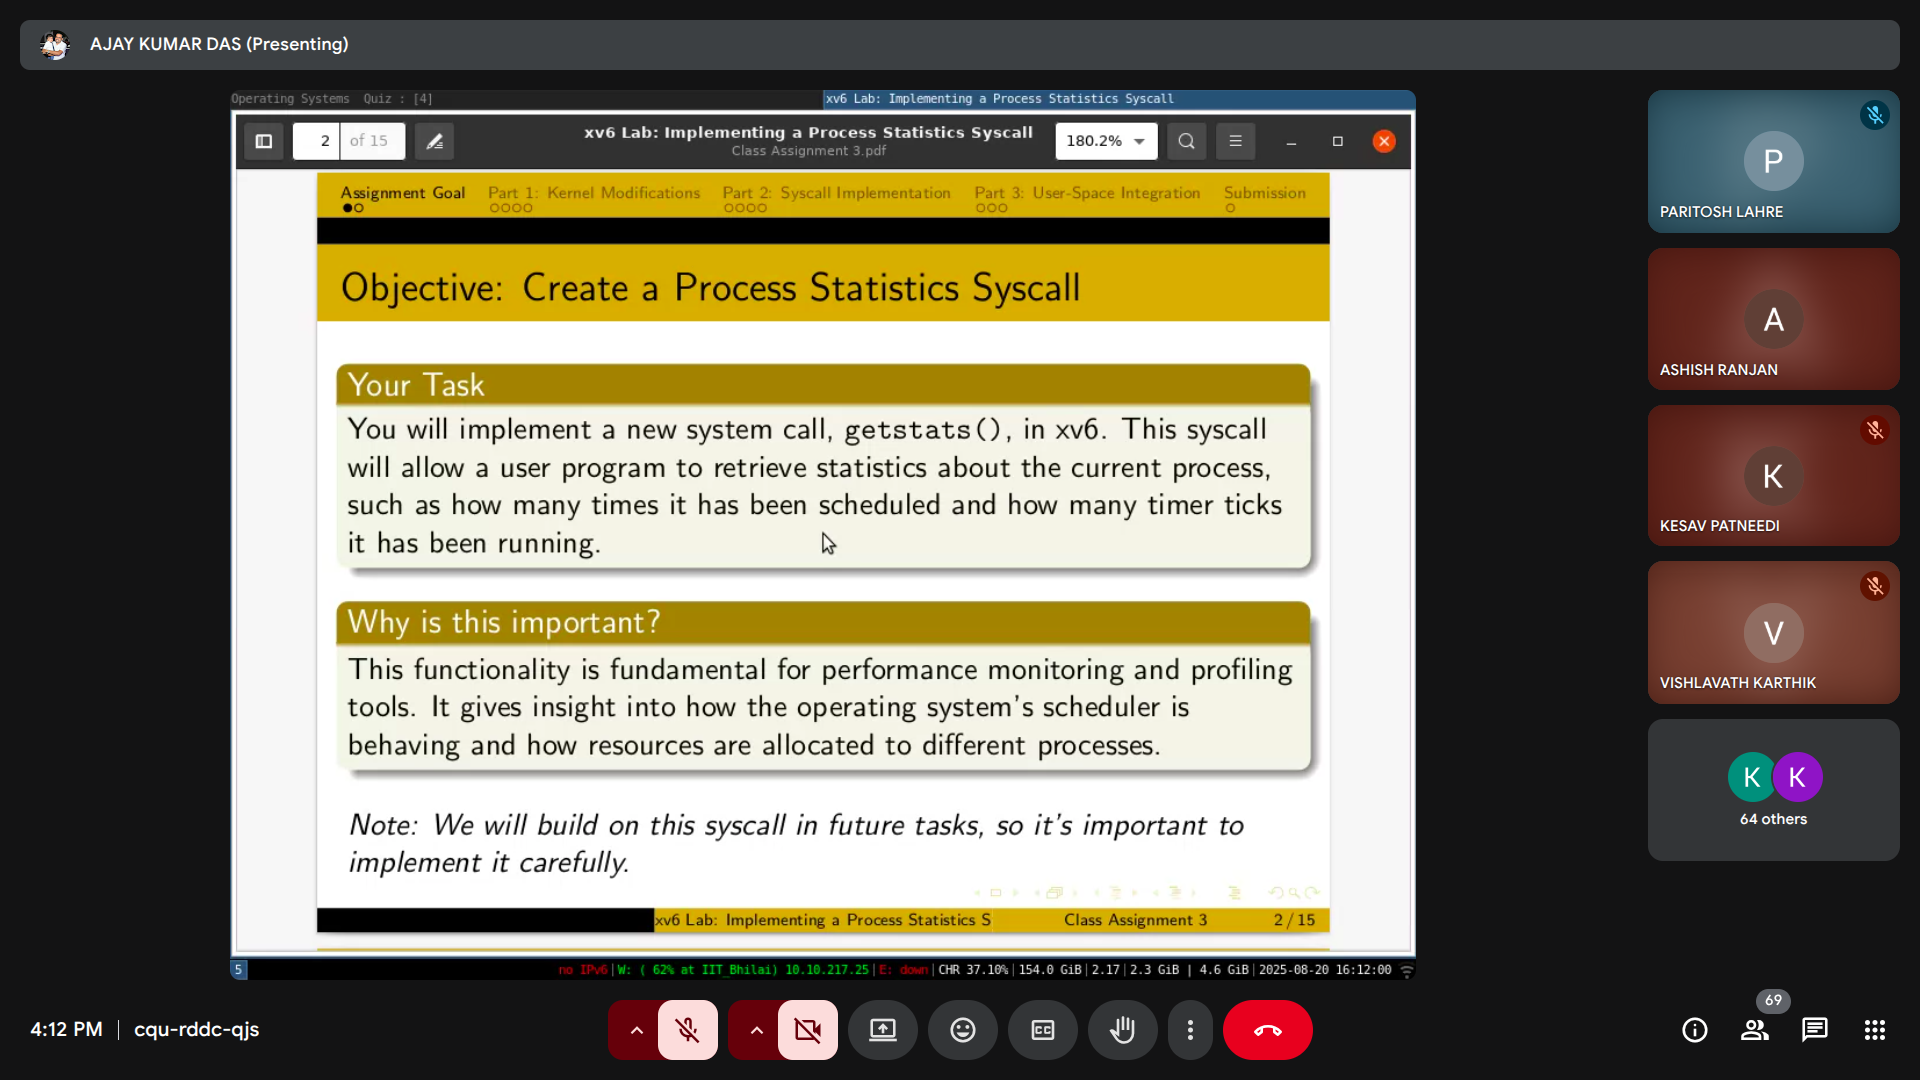 AJAY KUMAR DAS (Presenting)
Operating Systems Quiz : [4]
xv6 Lab: Implementing a Process Statistics Syscall
2 of 15
xv6 Lab: Implementing a Process Statistics Syscall
Class Assignment 3.pdf
180.2%
Assignment Goal
Part 1: Kernel Modifications
Part 2: Syscall Implementation
Part 3: User-Space Integration
Submission
Objective: Create a Process Statistics Syscall
Your Task
You will implement a new system call, getstats(), in xv6. This syscall
will allow a user program to retrieve statistics about the current process,
such as how many times it has been scheduled and how many timer ticks
it has been running.
Why is this important?
This functionality is fundamental for performance monitoring and profiling
tools. It gives insight into how the operating system's scheduler is
behaving and how resources are allocated to different processes.
Note: We will build on this syscall in future tasks, so it's important to
implement it carefully.
xv6 Lab: Implementing a Process Statistics S
Class Assignment 3
2 / 15
5
no IPv6|W: ( 62% at IIT_Bhilai) 10.10.217.25|E: down|CHR 37.10%|154.0 GiB|2.17|2.3 GiB | 4.6 GiB|2025-08-20 16:12:00
P
PARITOSH LAHRE
A
ASHISH RANJAN
K
KESAV PATNEEDI
V
VISHLAVATH KARTHIK
K K
64 others
4:12 PM | cqu-rddc-qjs
CC
69